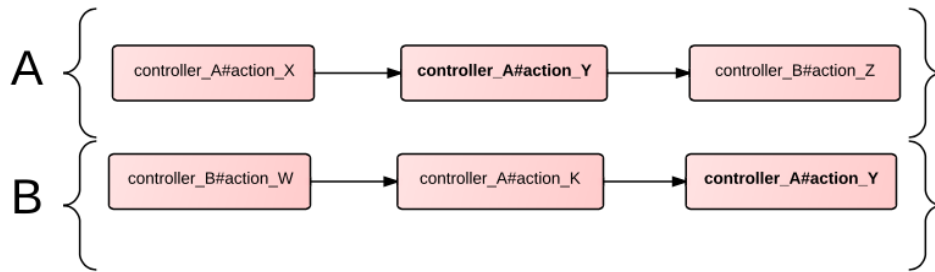 A
controller_A#action_X
controller_A#action_Y
controller_B#action_Z
B
controller_B#action_W
controller_A#action_K
controller_A#action_Y